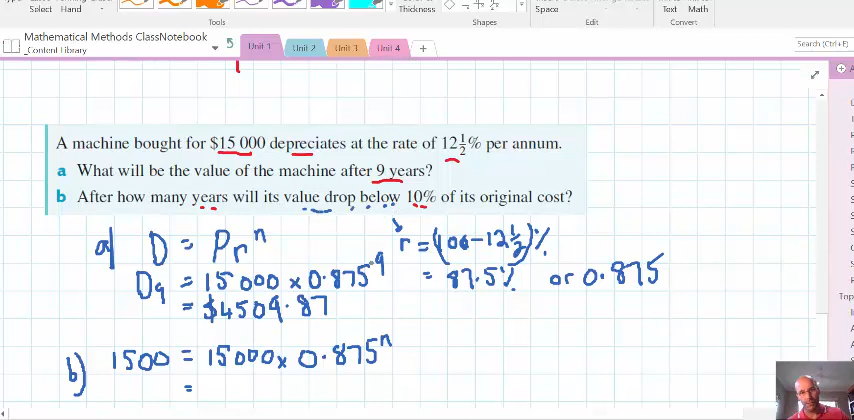 Select
Hand
Tools
Thickness
Shapes
Space
Edit
Text
Math
Convert
Mathematical Methods ClassNotebook
_Content Library
5
Unit 1
Unit 2
Unit 3
Unit 4
+
Search (Ctrl+E)
A machine bought for $15 000 depreciates at the rate of 12½% per annum.
a What will be the value of the machine after 9 years?
b After how many years will its value drop below 10% of its original cost?
a) D = Prⁿ r = (100 - 12½)%
= 87.5% or 0.875
D₉ = 15000 × 0.875⁹
= $4509.87
b) 1500 = 15000 × 0.875ⁿ
=